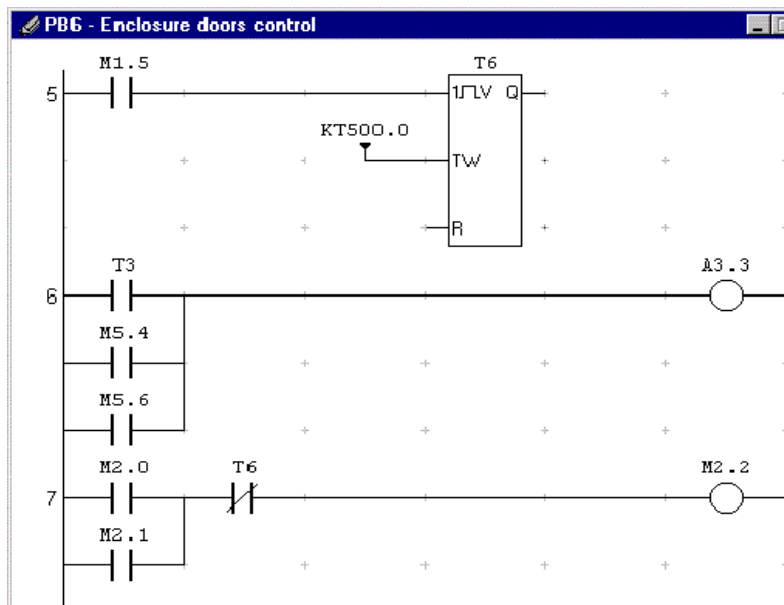 PB6 - Enclosure doors control
M1.5 T6
5 1 V Q
KT500.0
TW
R
T3 A3.3
6
M5.4
M5.6
M2.0 T6 M2.2
7
M2.1